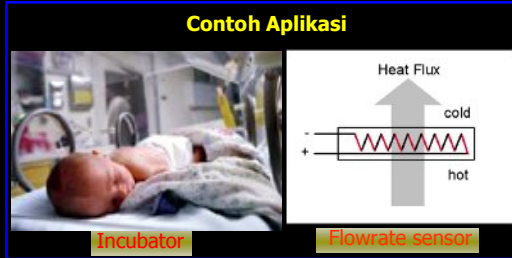 Contoh Aplikasi
Heat Flux
cold
-
+
hot
Incubator
Flowrate sensor